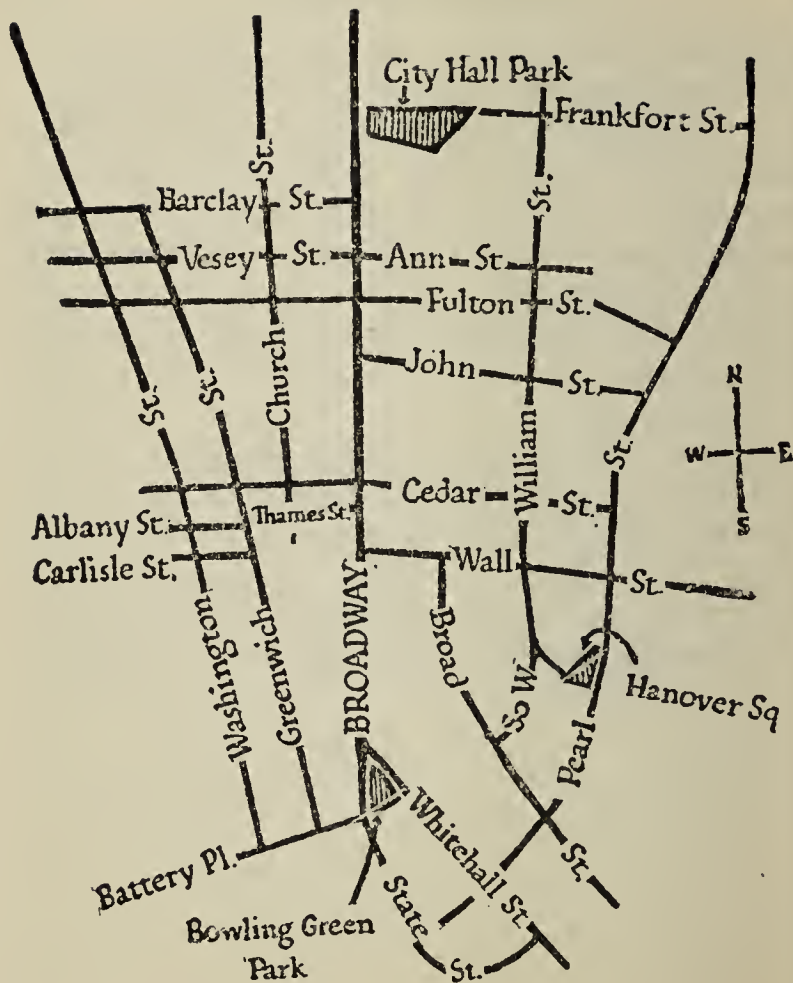 City Hall Park
Frankfort St.
St.
St.
Barclay St.
Vesey St.
Ann St.
Fulton St.
John St.
Church
St.
St.
William
St.
N
W E
S
Cedar St.
Thames St.
Albany St.
Carlisle St.
Wall St.
BROADWAY
Broad
Washington
Greenwich
So W
Hanover Sq
Pearl
Whitehall St.
St.
Battery Pl.
State
St.
Bowling Green
Park